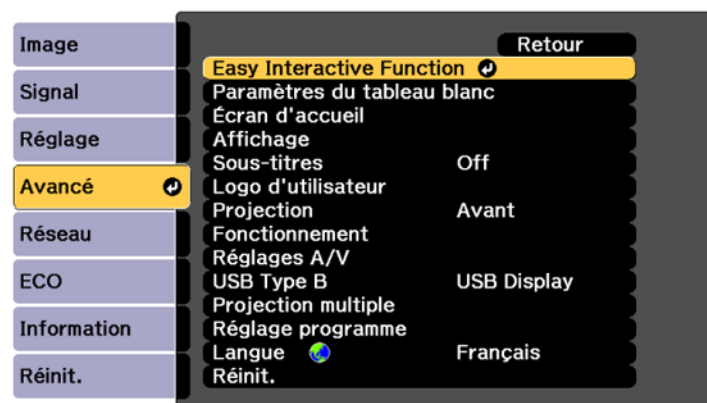 Image
Signal
Réglage
Avancé
Réseau
ECO
Information
Réinit.
Retour
Easy Interactive Function
Paramètres du tableau blanc
Écran d'accueil
Affichage
Sous-titres Off
Logo d'utilisateur
Projection Avant
Fonctionnement
Réglages A/V
USB Type B USB Display
Projection multiple
Réglage programme
Langue Français
Réinit.